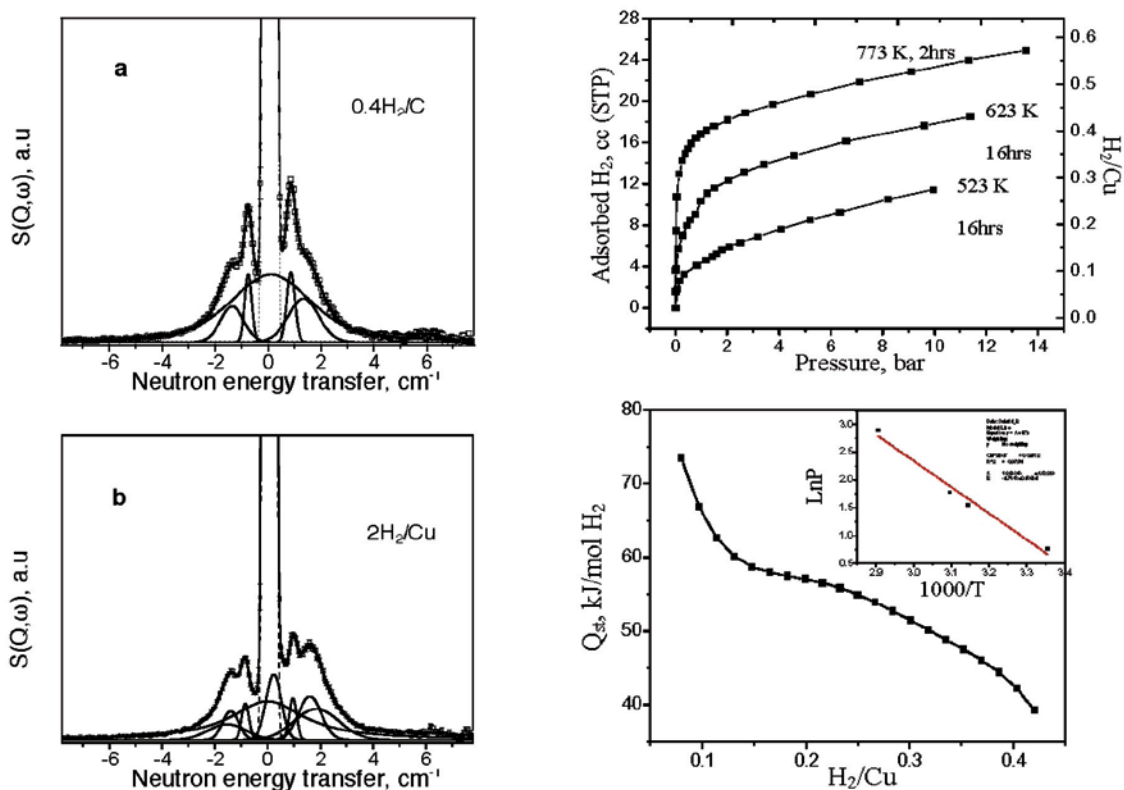 a
0.4H₂/C
S(Q,ω), a.u
-6 -4 -2 0 2 4 6
Neutron energy transfer, cm⁻¹
b
2H₂/Cu
S(Q,ω), a.u
-6 -4 -2 0 2 4 6
Neutron energy transfer, cm⁻¹
28
24
20
16
12
8
4
0
Adsorbed H₂, cc (STP)
773 K, 2hrs
623 K
16hrs
523 K
16hrs
0.6
0.5
0.4
0.3
0.2
0.1
0.0
H₂/Cu
0 2 4 6 8 10 12 14
Pressure, bar
80
70
60
50
40
Qst, kJ/mol H₂
3.0
2.5
2.0
1.5
1.0
0.5
LnP
2.9 3.0 3.1 3.2 3.3 3.4
1000/T
0.1 0.2 0.3 0.4
H₂/Cu